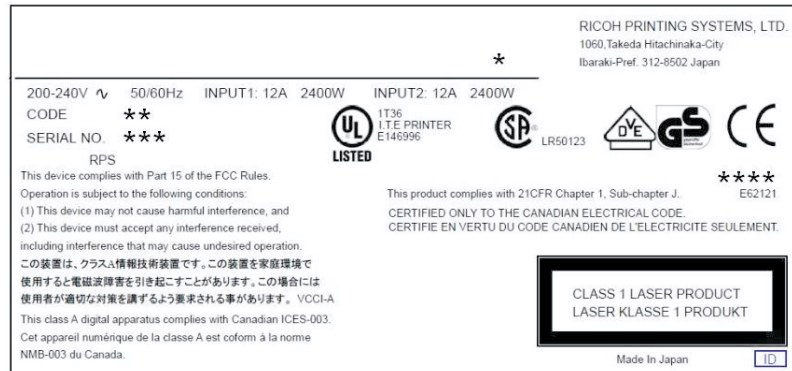 RICOH PRINTING SYSTEMS, LTD.
1060,Takeda Hitachinaka-City
Ibaraki-Pref. 312-8502 Japan
*
200-240V ∿ 50/60Hz INPUT1: 12A 2400W INPUT2: 12A 2400W
CODE **
SERIAL NO. ***
RPS
UL
LISTED
1T36
I.T.E PRINTER
E146996
SA
LR50123
DVE
GS
CE
****
E62121
This device complies with Part 15 of the FCC Rules.
Operation is subject to the following conditions:
(1) This device may not cause harmful interference, and
(2) This device must accept any interference received,
including interference that may cause undesired operation.
この装置は、クラスA情報技術装置です。この装置を家庭環境で
使用すると電磁波障害を引き起こすことがあります。この場合には
使用者が適切な対策を講ずるよう要求される事があります。 VCCI-A
This class A digital apparatus complies with Canadian ICES-003.
Cet appareil numérique de la classe A est coform à la norme
NMB-003 du Canada.
This product complies with 21CFR Chapter 1, Sub-chapter J.
CERTIFIED ONLY TO THE CANADIAN ELECTRICAL CODE.
CERTIFIE EN VERTU DU CODE CANADIEN DE L'ELECTRICITE SEULEMENT.
CLASS 1 LASER PRODUCT
LASER KLASSE 1 PRODUKT
Made In Japan
ID